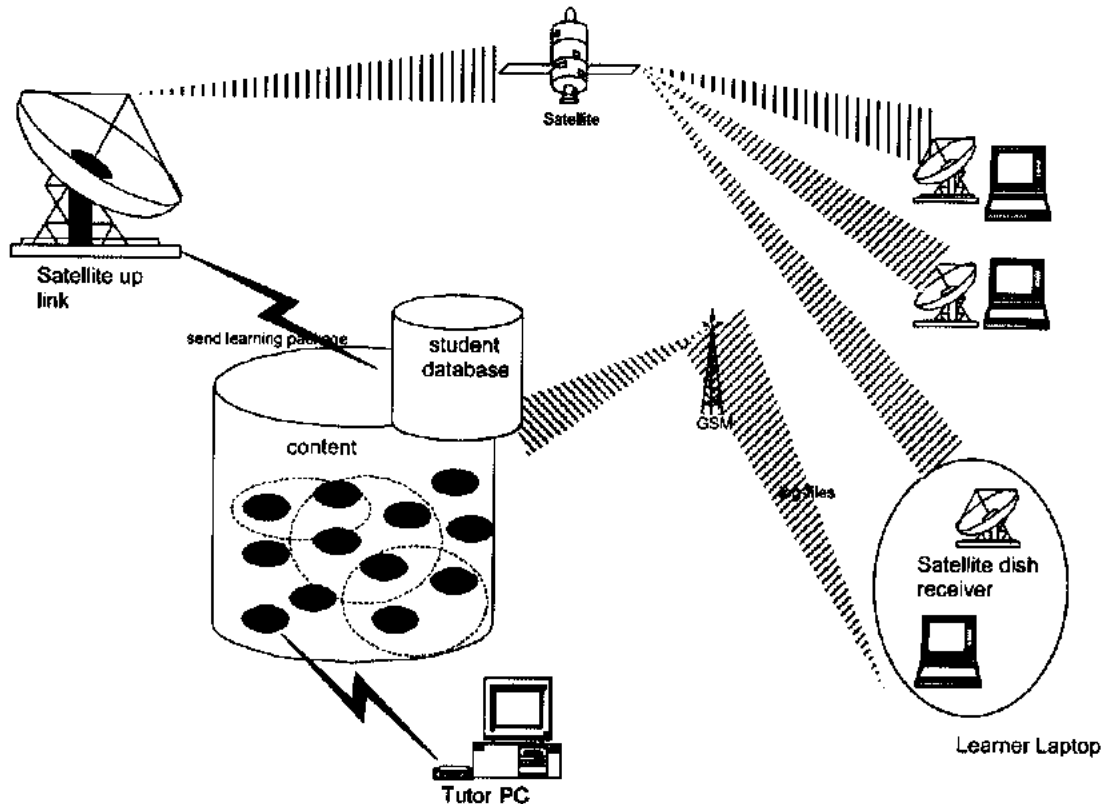 Satellite
Satellite up
link
send learning package
student
database
GSM
content
log-files
Satellite dish
receiver
Learner Laptop
Tutor PC